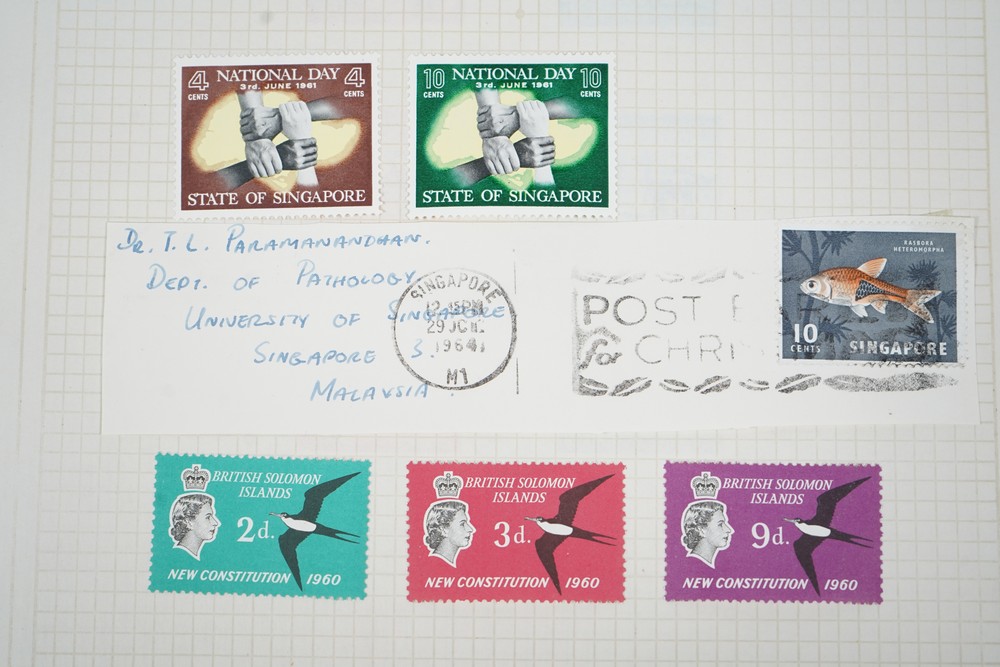 4 NATIONAL DAY 4
CENTS 3rd. JUNE 1961 CENTS
STATE OF SINGAPORE
10 NATIONAL DAY 10
CENTS 3rd. JUNE 1961 CENTS
STATE OF SINGAPORE
DR. T. L. PARAMANANDHAN.
DEPT. OF PATHOLOGY
UNIVERSITY OF SINGAPORE
SINGAPORE 3.
MALAYSIA
SINGAPORE
29
1964
M1
POST
for CHRI
RASBORA
HETEROMORPHA
10
CENTS SINGAPORE
BRITISH SOLOMON
ISLANDS
2d.
NEW CONSTITUTION 1960
BRITISH SOLOMON
ISLANDS
3d.
NEW CONSTITUTION 1960
BRITISH SOLOMON
ISLANDS
9d.
NEW CONSTITUTION 1960